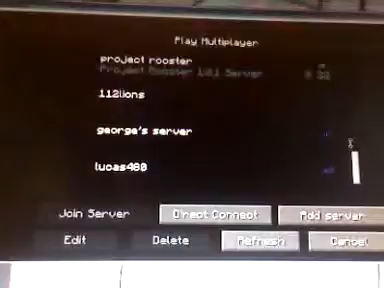 Play Multiplayer
project rooster
Project Rooster 1.0.1 Server
112lions
george's server
lucas480
Join Server
Direct Connect
Add server
Edit
Delete
Refresh
Cancel